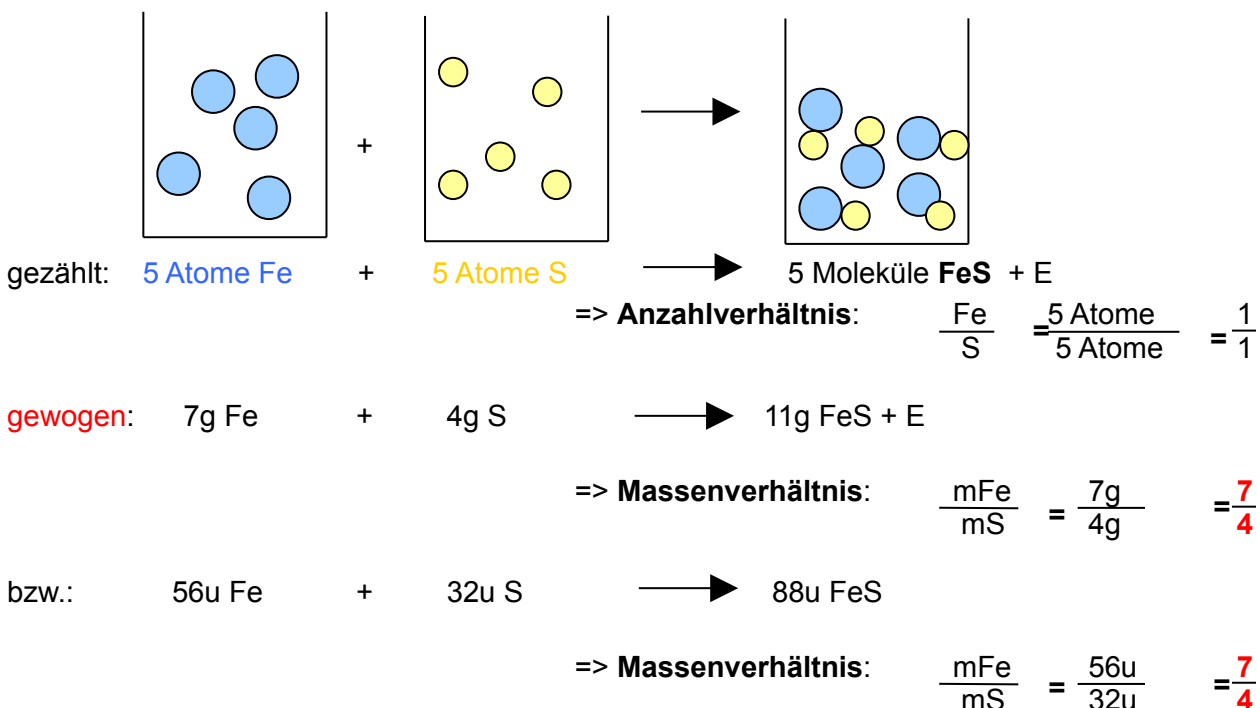 +
gezählt: 5 Atome Fe + 5 Atome S 5 Moleküle FeS + E
=> Anzahlverhältnis: Fe = 5 Atome = 1
S 5 Atome 1
gewogen: 7g Fe + 4g S 11g FeS + E
=> Massenverhältnis: mFe = 7g = 7
mS 4g 4
bzw.: 56u Fe + 32u S 88u FeS
=> Massenverhältnis: mFe = 56u = 7
mS 32u 4